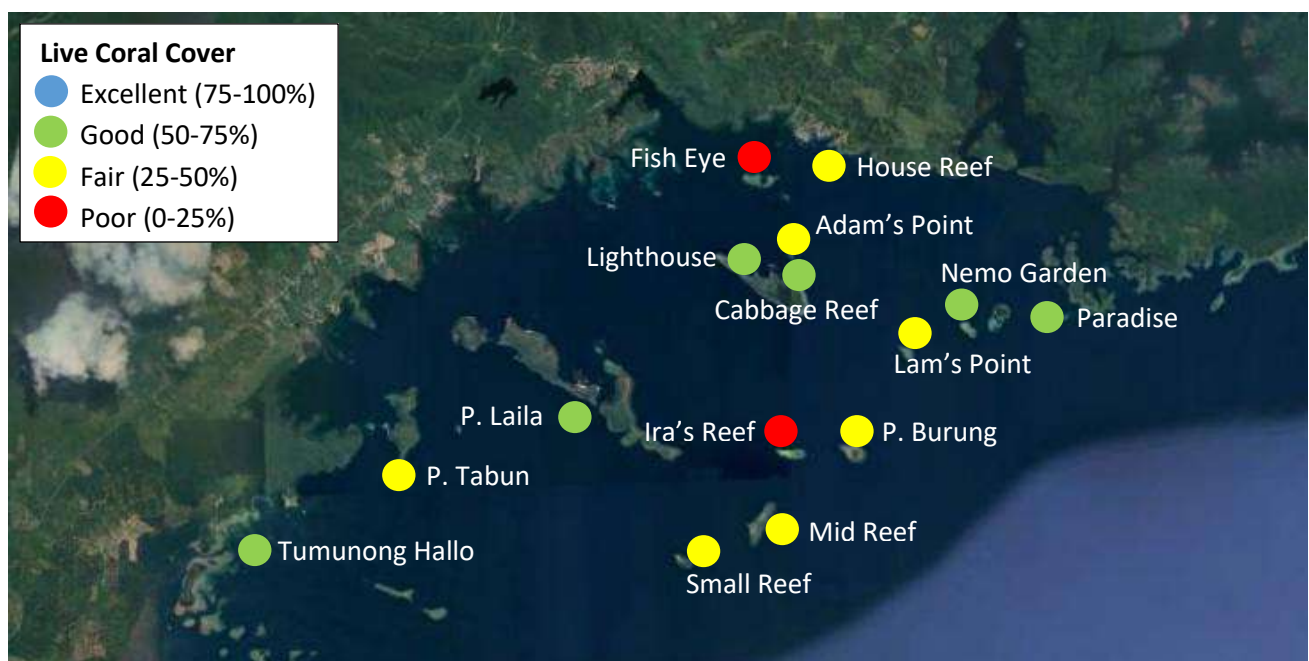 Live Coral Cover
Excellent (75-100%)
Good (50-75%)
Fair (25-50%)
Poor (0-25%)
Fish Eye
House Reef
Adam’s Point
Lighthouse
Nemo Garden
Cabbage Reef
Paradise
Lam’s Point
P. Laila
Ira’s Reef
P. Burung
P. Tabun
Mid Reef
Tumunong Hallo
Small Reef